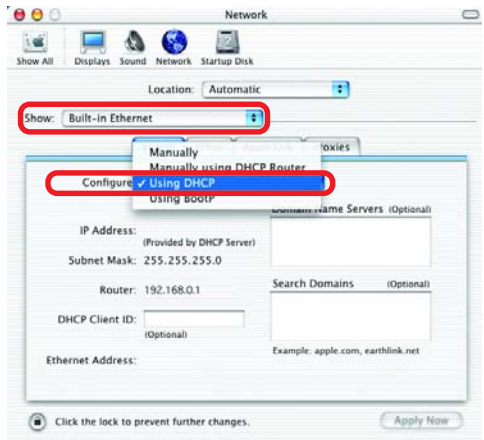 Network
Show All Displays Sound Network Startup Disk
Location: Automatic
Show: Built-in Ethernet
Proxies
Manually
Manually using DHCP Router
Configure ✓ Using DHCP
Using BootP
Domain Name Servers (Optional)
IP Address:
(Provided by DHCP Server)
Subnet Mask: 255.255.255.0
Router: 192.168.0.1
Search Domains (Optional)
DHCP Client ID:
(Optional)
Example: apple.com, earthlink.net
Ethernet Address:
Click the lock to prevent further changes.
Apply Now